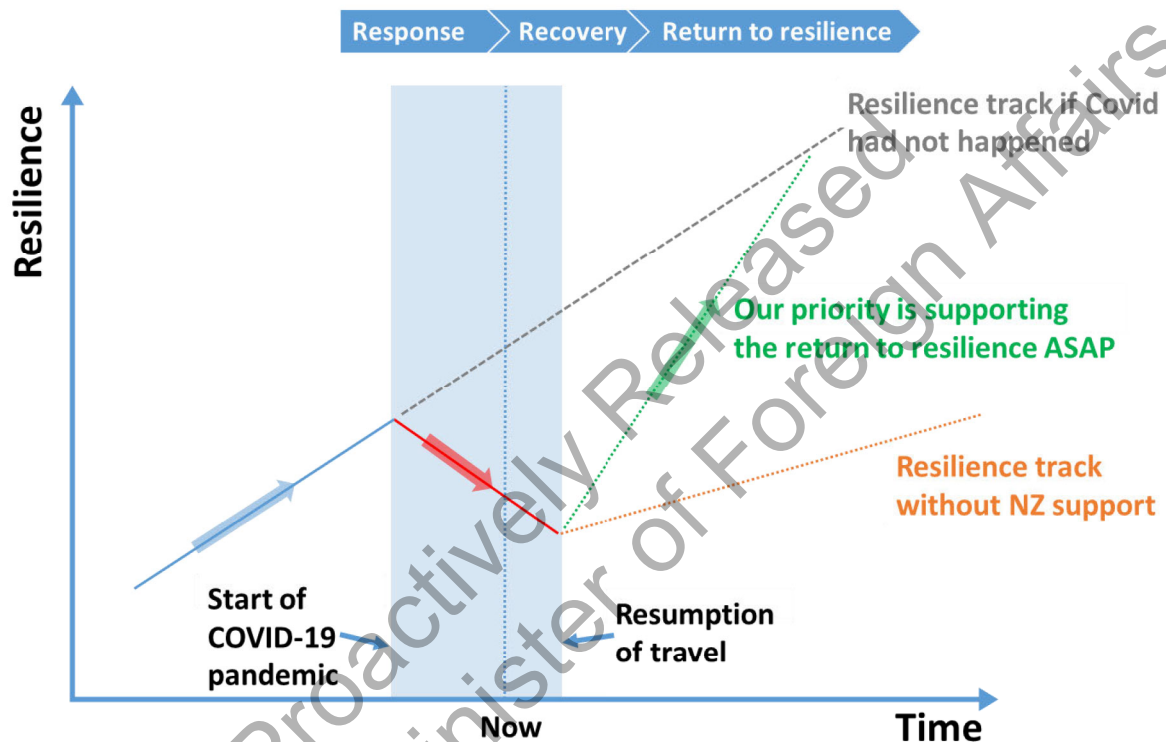 Response Recovery Return to resilience
Resilience
Resilience track if Covid
had not happened
Our priority is supporting
the return to resilience ASAP
Resilience track
without NZ support
Start of
COVID-19
pandemic
Resumption
of travel
Now
Time
Proactively Released
Minister of Foreign Affairs